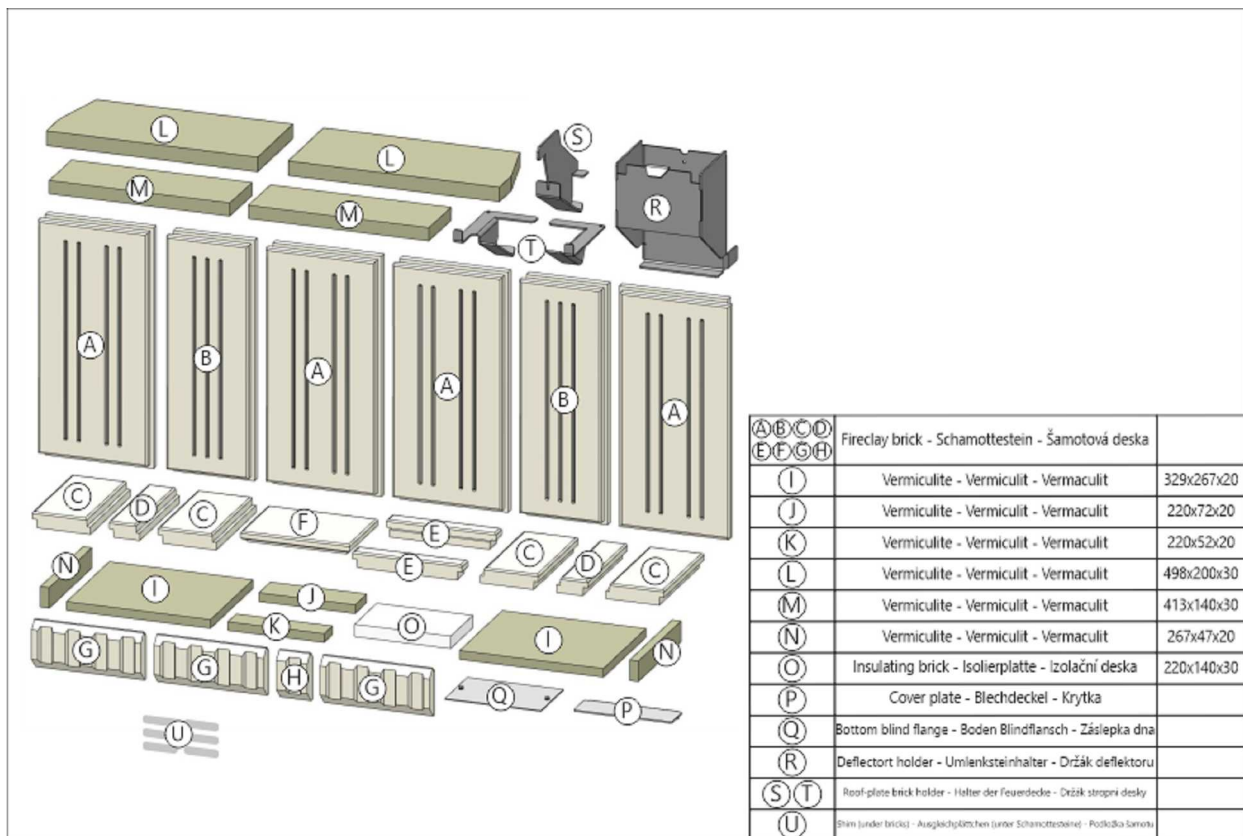 L
L
S
M
M
R
T
A
B
A
A
B
A
C
D
C
F
E
E
C
D
C
N
I
J
K
O
I
N
G
G
H
G
Q
P
U
A B C D
E F G H
Fireclay brick - Schamottestein - Šamotová deska
I Vermiculite - Vermiculit - Vermaculit 329x267x20
J Vermiculite - Vermiculit - Vermaculit 220x72x20
K Vermiculite - Vermiculit - Vermaculit 220x52x20
L Vermiculite - Vermiculit - Vermaculit 498x200x30
M Vermiculite - Vermiculit - Vermaculit 413x140x30
N Vermiculite - Vermiculit - Vermaculit 267x47x20
O Insulating brick - Isolierplatte - Izolační deska 220x140x30
P Cover plate - Blechdeckel - Krytka
Q Bottom blind flange - Boden Blindflansch - Záslepka dna
R Deflectort holder - Umlenksteinhalter - Držák deflektoru
S T Roof-plate brick holder - Halter der Feuerdecke - Držák stropní desky
U Shim (under bricks) - Ausgleichplättchen (unter Schamottesteine) - Podložka šamotu